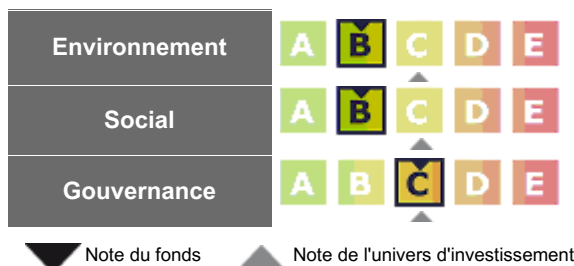 Environnement A B C D E
Social A B C D E
Gouvernance A B C D E
Note du fonds Note de l'univers d'investissement